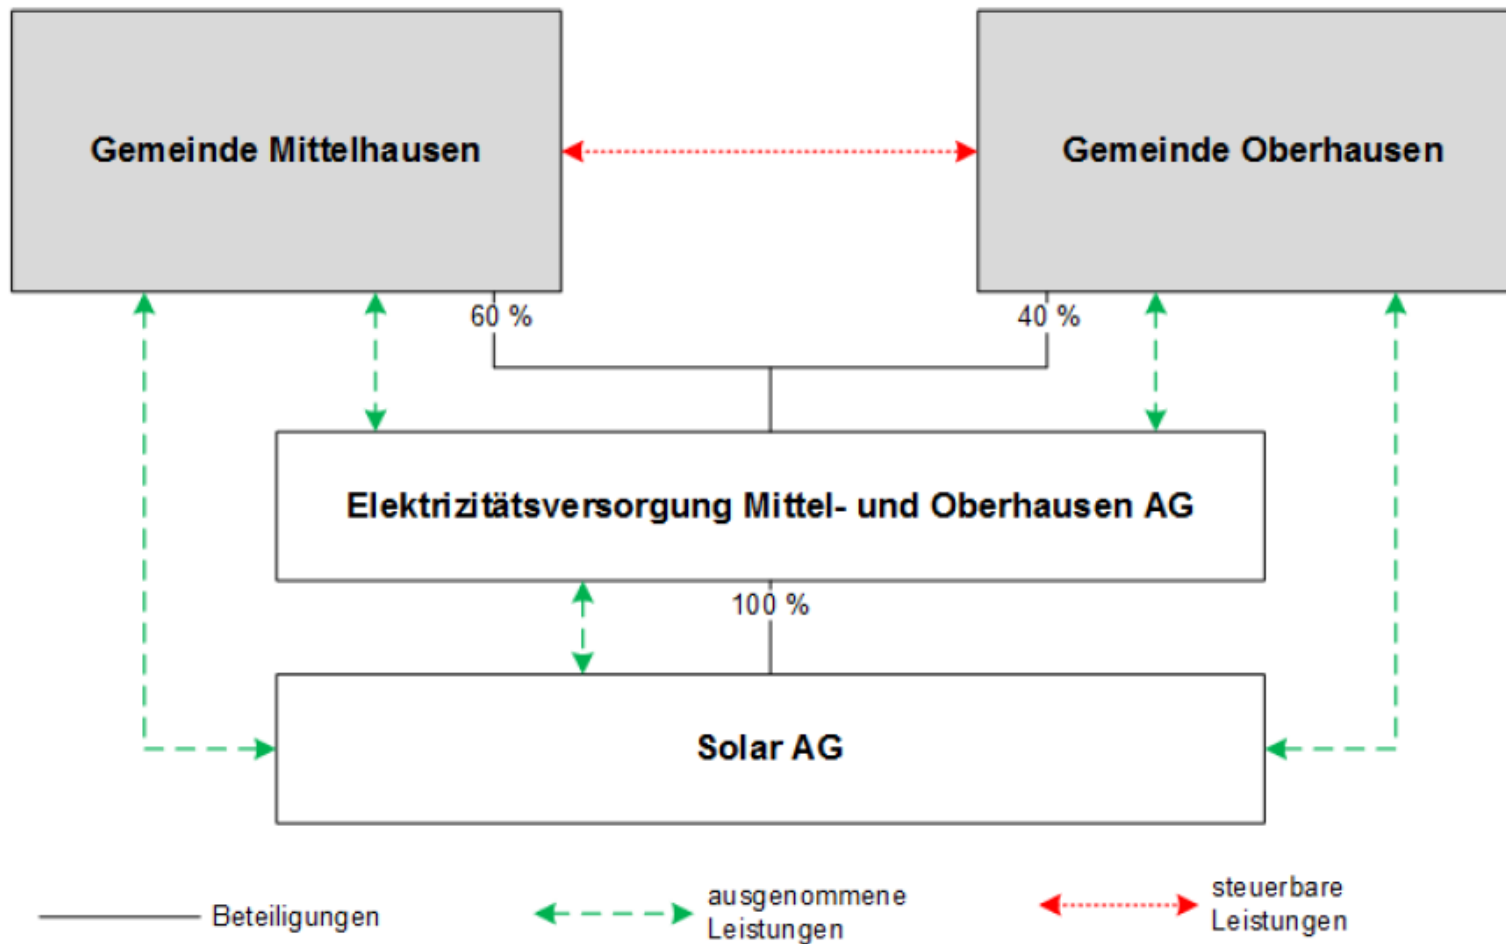 Gemeinde Mittelhausen
Gemeinde Oberhausen
60 %
40 %
Elektrizitätsversorgung Mittel- und Oberhausen AG
100 %
Solar AG
Beteiligungen
ausgenommene
Leistungen
steuerbare
Leistungen